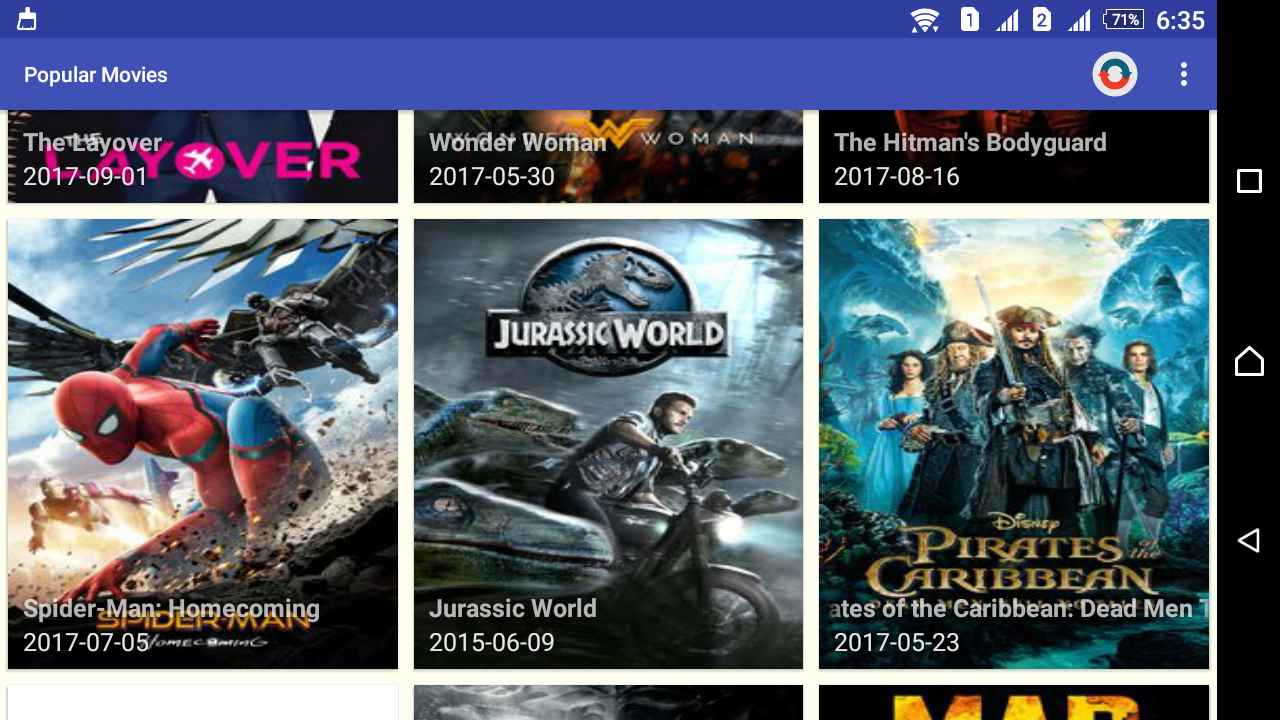 1 2 71% 6:35
Popular Movies
THE
LAYOVER
The Layover
2017-09-01
WONDER WOMAN
Wonder Woman
2017-05-30
The Hitman's Bodyguard
2017-08-16
SPIDER-MAN
HOMECOMING
Spider-Man: Homecoming
2017-07-05
JURASSIC WORLD
Jurassic World
2015-06-09
Disney
PIRATES of the
CARIBBEAN
ates of the Caribbean: Dead Men T
2017-05-23